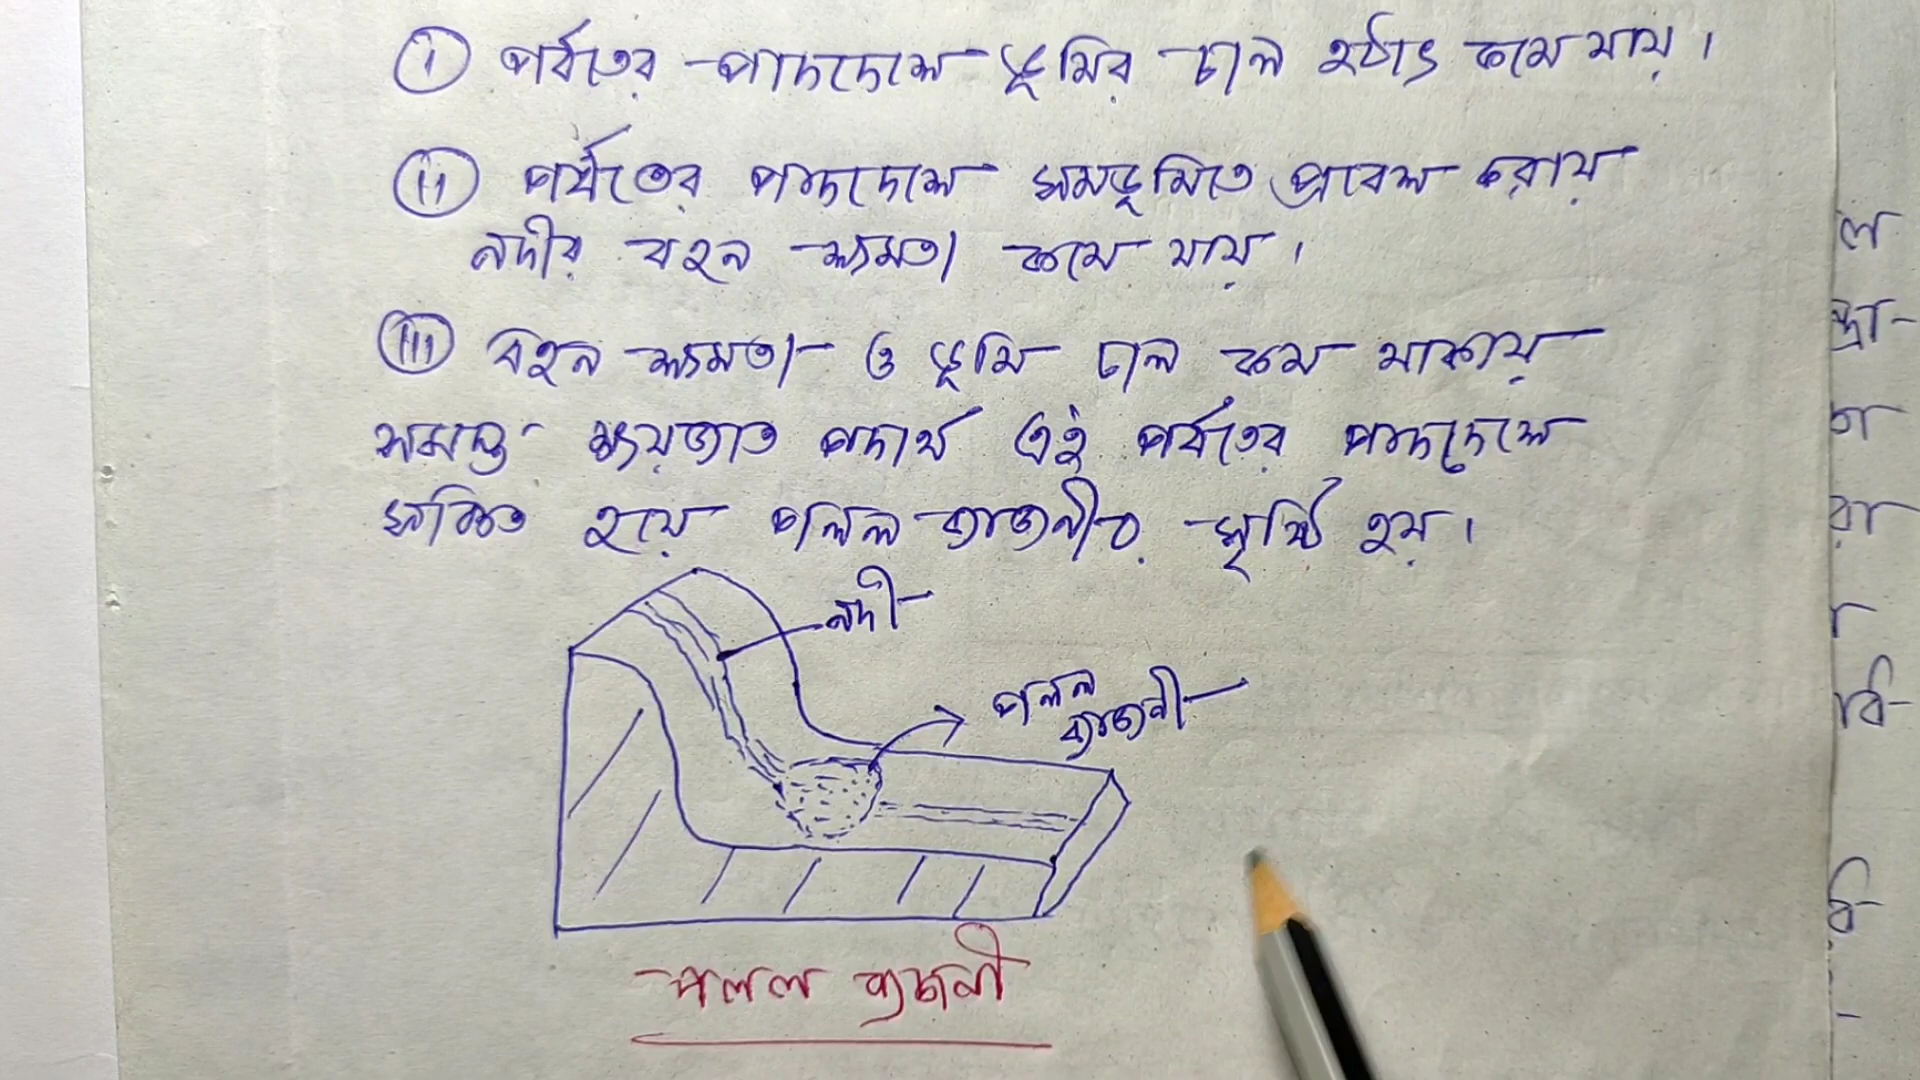 i পর্বতের পাদদেশে ভূমির ঢাল হঠাৎ কমে যায়।
ii পর্বতের পাদদেশে সমভূমিতে প্রবেশ করায়
নদীর বহন ক্ষমতা কমে যায়।
iii বহন ক্ষমতা ও ভূমি ঢাল কম থাকায়
সমস্ত ক্ষয়জাত পদার্থ এই পর্বতের পাদদেশে
সঞ্চিত হয়ে পলল ব্যজনীর সৃষ্টি হয়।
নদী
পলল
ব্যজনী
পলল ব্যজনী
ল
রা
বি